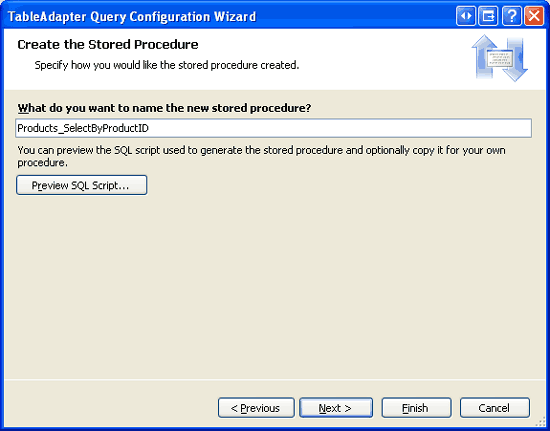 TableAdapter Query Configuration Wizard
Create the Stored Procedure
Specify how you would like the stored procedure created.
What do you want to name the new stored procedure?
Products_SelectByProductID
You can preview the SQL script used to generate the stored procedure and optionally copy it for your own
procedure.
Preview SQL Script...
< Previous
Next >
Finish
Cancel